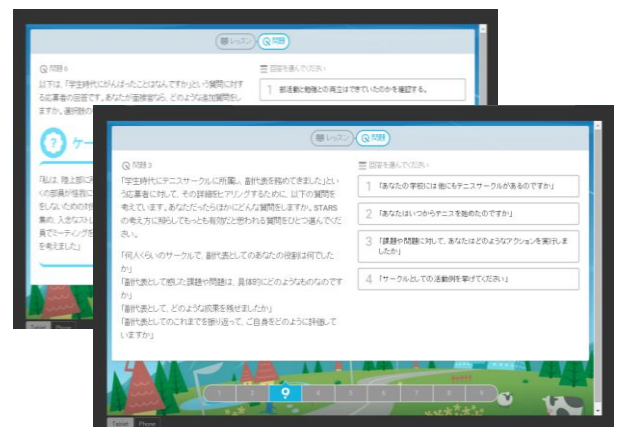 レッスン
問題
問題 6
以下は、「学生時代にがんばったことはなんですか」という質問に対す
る応募者の回答です。あなたが面接官なら、どのような追加質問をし
ますか。選択肢の
回答を選んでください
1 部活動と勉強との両立はできていたのかを確認する。
? ケー
「私は、陸上部に
くの部員が怪我に
をしないための対
集め、入念なストレ
員でミーティングを
を考えました」
Tablet Phone
レッスン
問題
問題 3
「学生時代にテニスサークルに所属し、副代表を務めてきました」とい
う応募者に対して、その詳細をヒアリングするために、以下の質問を
考えています。あなただったらほかにどんな質問をしますか。STARS
の考え方に照らしてもっとも有効だと思われる質問をひとつ選んでくだ
さい。
「何人くらいのサークルで、副代表としてのあなたの役割は何でした
か」
「副代表として感じた課題や問題は、具体的にどのようなものなのです
か」
「副代表として、どのような成果を残せましたか」
「副代表としてのこれまでを振り返って、ご自身をどのように評価して
いますか」
回答を選んでください
1 「あなたの学校には他にもテニスサークルがあるのですか」
2 「あなたはいつからテニスを始めたのですか」
3 「課題や問題に対して、あなたはどのようなアクションを実行しま
したか」
4 「サークルとしての活動例を挙げてください」
1 2 3 4 5 6 7 8 9
Tablet Phone